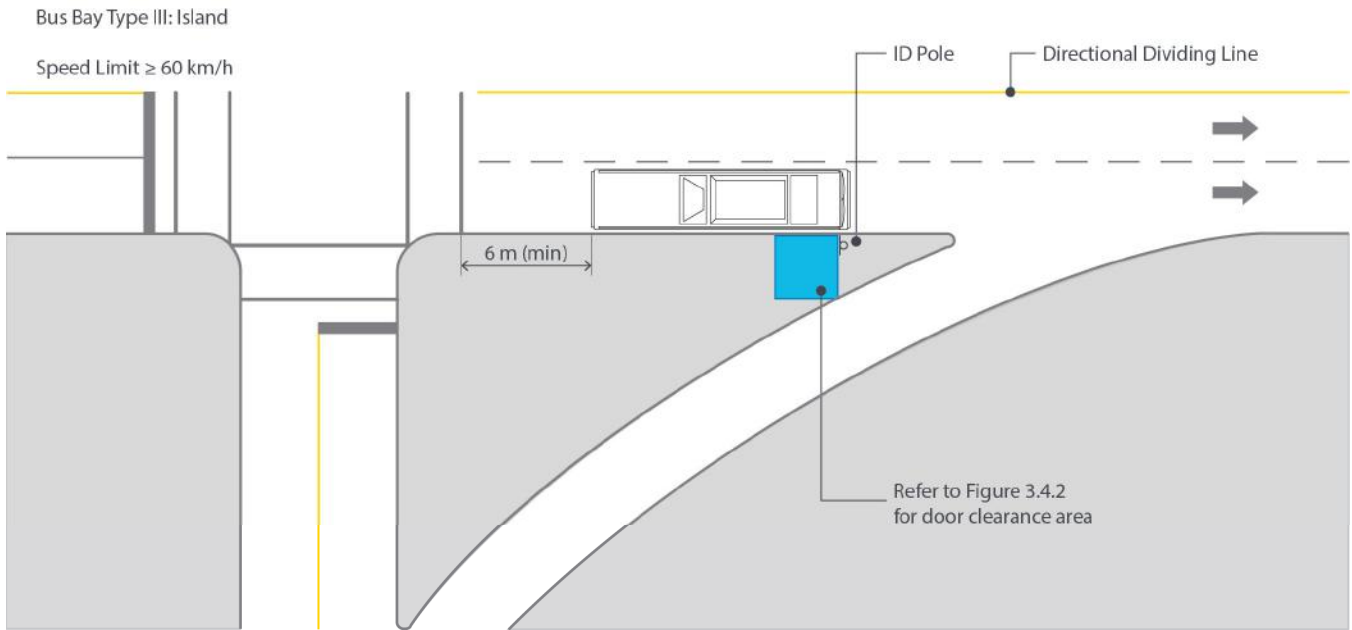 Bus Bay Type III: Island
Speed Limit ≥ 60 km/h
ID Pole
Directional Dividing Line
6 m (min)
Refer to Figure 3.4.2
for door clearance area